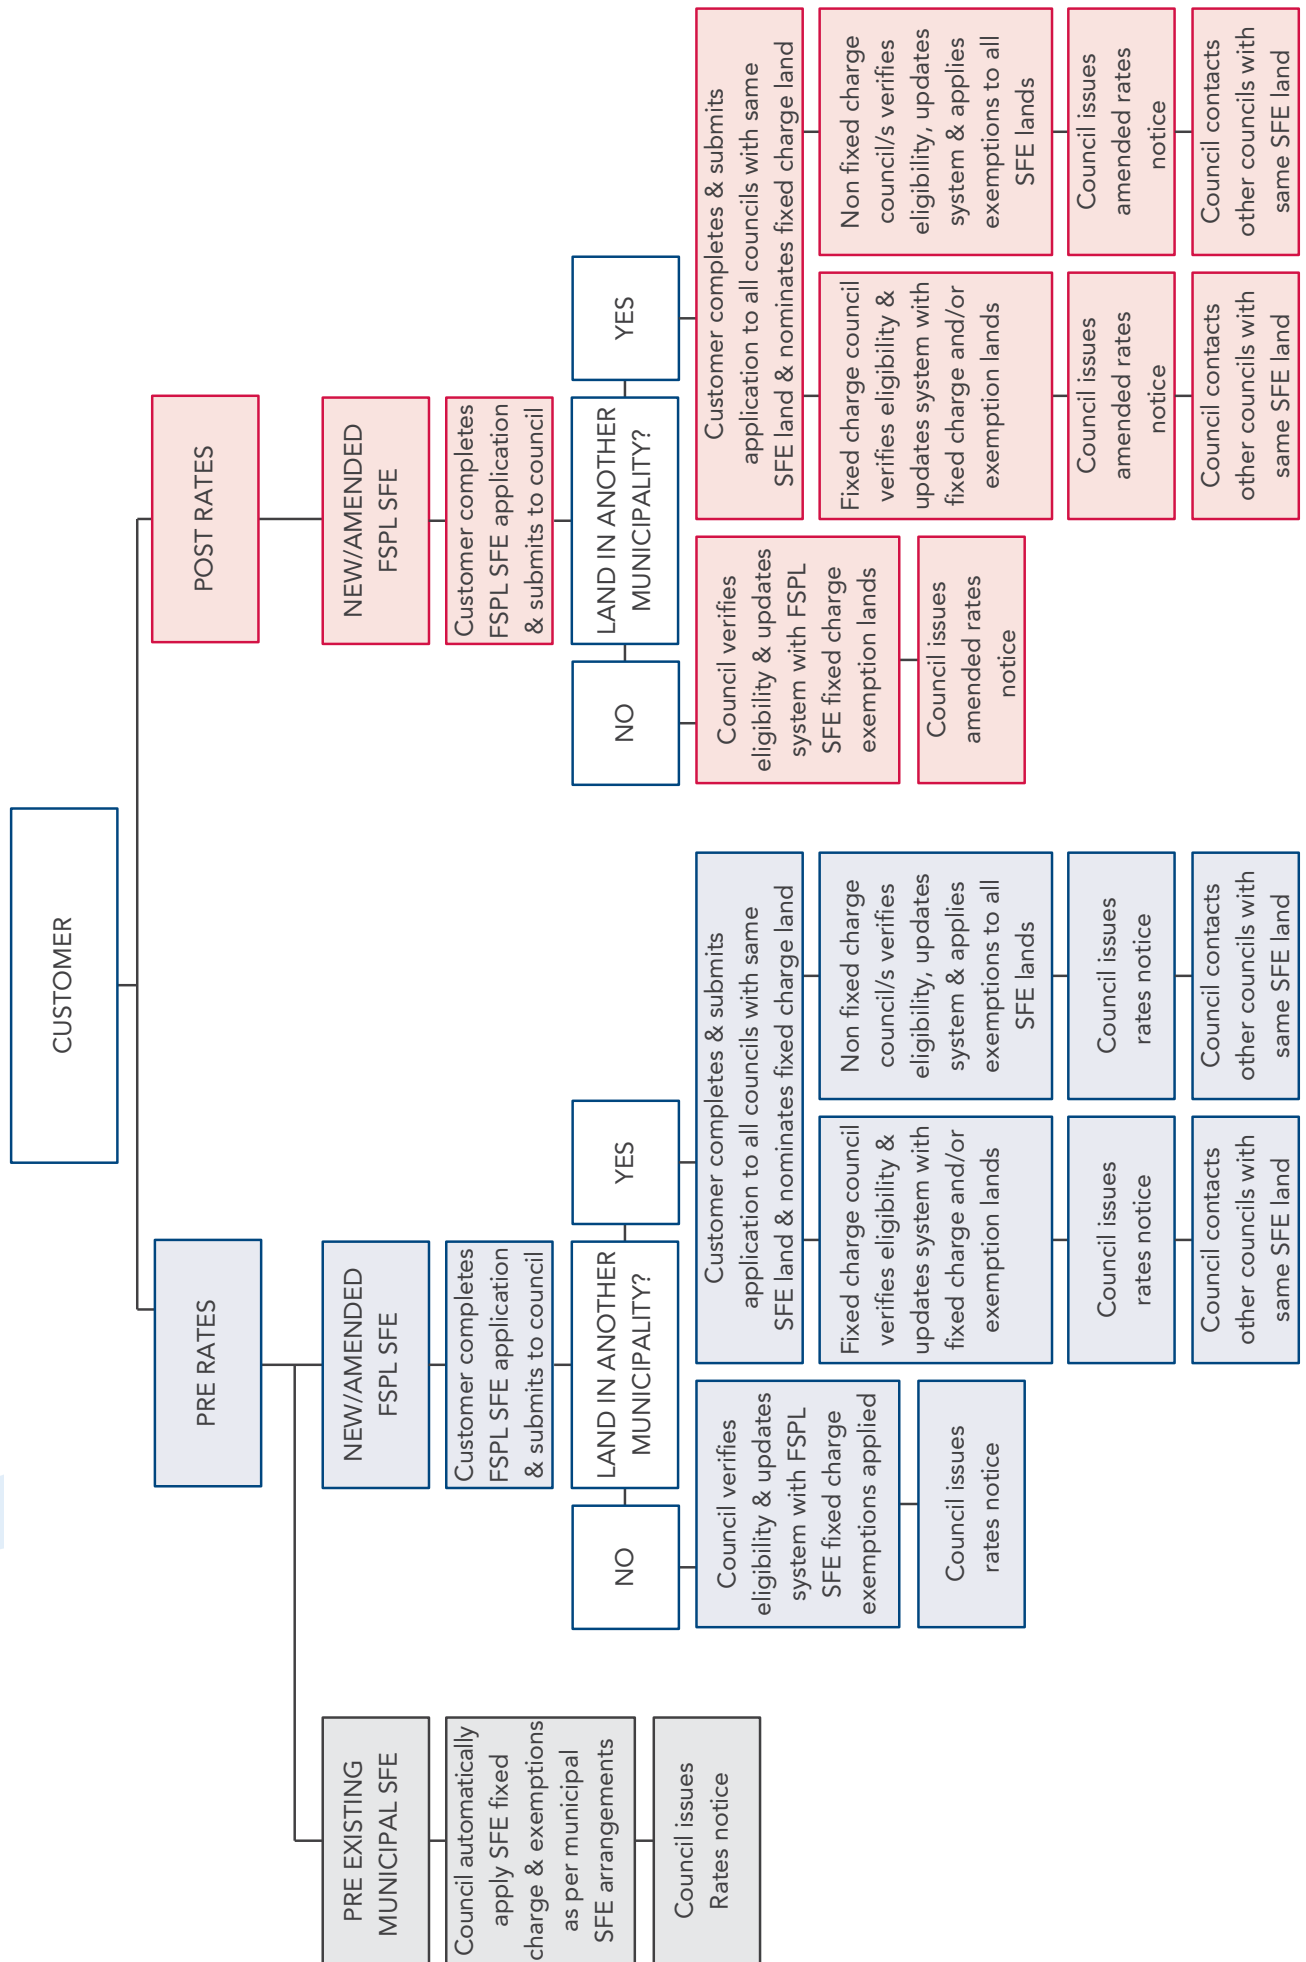 CUSTOMER
PRE RATES
POST RATES
PRE EXISTING
MUNICIPAL SFE
Council automatically
apply SFE fixed
charge & exemptions
as per municipal
SFE arrangements
Council issues
Rates notice
NEW/AMENDED
FSPL SFE
Customer completes
FSPL SFE application
& submits to council
LAND IN ANOTHER
MUNICIPALITY?
NO
YES
Council verifies
eligibility & updates
system with FSPL
SFE fixed charge
exemptions applied
Council issues
rates notice
Customer completes & submits
application to all councils with same
SFE land & nominates fixed charge land
Fixed charge council
verifies eligibility &
updates system with
fixed charge and/or
exemption lands
Council issues
rates notice
Council contacts
other councils with
same SFE land
Non fixed charge
council/s verifies
eligibility, updates
system & applies
exemptions to all
SFE lands
Council issues
rates notice
Council contacts
other councils with
same SFE land
NEW/AMENDED
FSPL SFE
Customer completes
FSPL SFE application
& submits to council
LAND IN ANOTHER
MUNICIPALITY?
NO
YES
Council verifies
eligibility & updates
system with FSPL
SFE fixed charge
exemption lands
Council issues
amended rates
notice
Customer completes & submits
application to all councils with same
SFE land & nominates fixed charge land
Fixed charge council
verifies eligibility &
updates system with
fixed charge and/or
exemption lands
Council issues
amended rates
notice
Council contacts
other councils with
same SFE land
Non fixed charge
council/s verifies
eligibility, updates
system & applies
exemptions to all
SFE lands
Council issues
amended rates
notice
Council contacts
other councils with
same SFE land